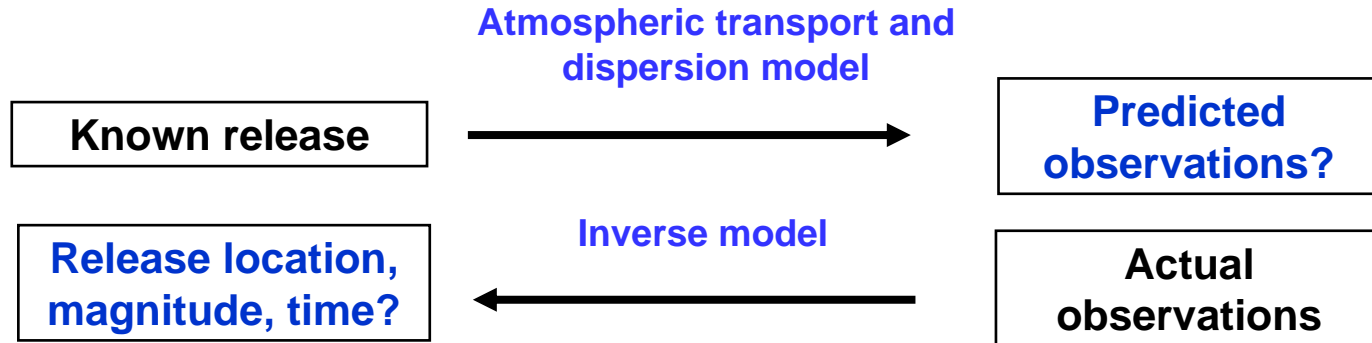 Atmospheric transport and
dispersion model
Known release
Predicted
observations?
Inverse model
Release location,
magnitude, time?
Actual
observations